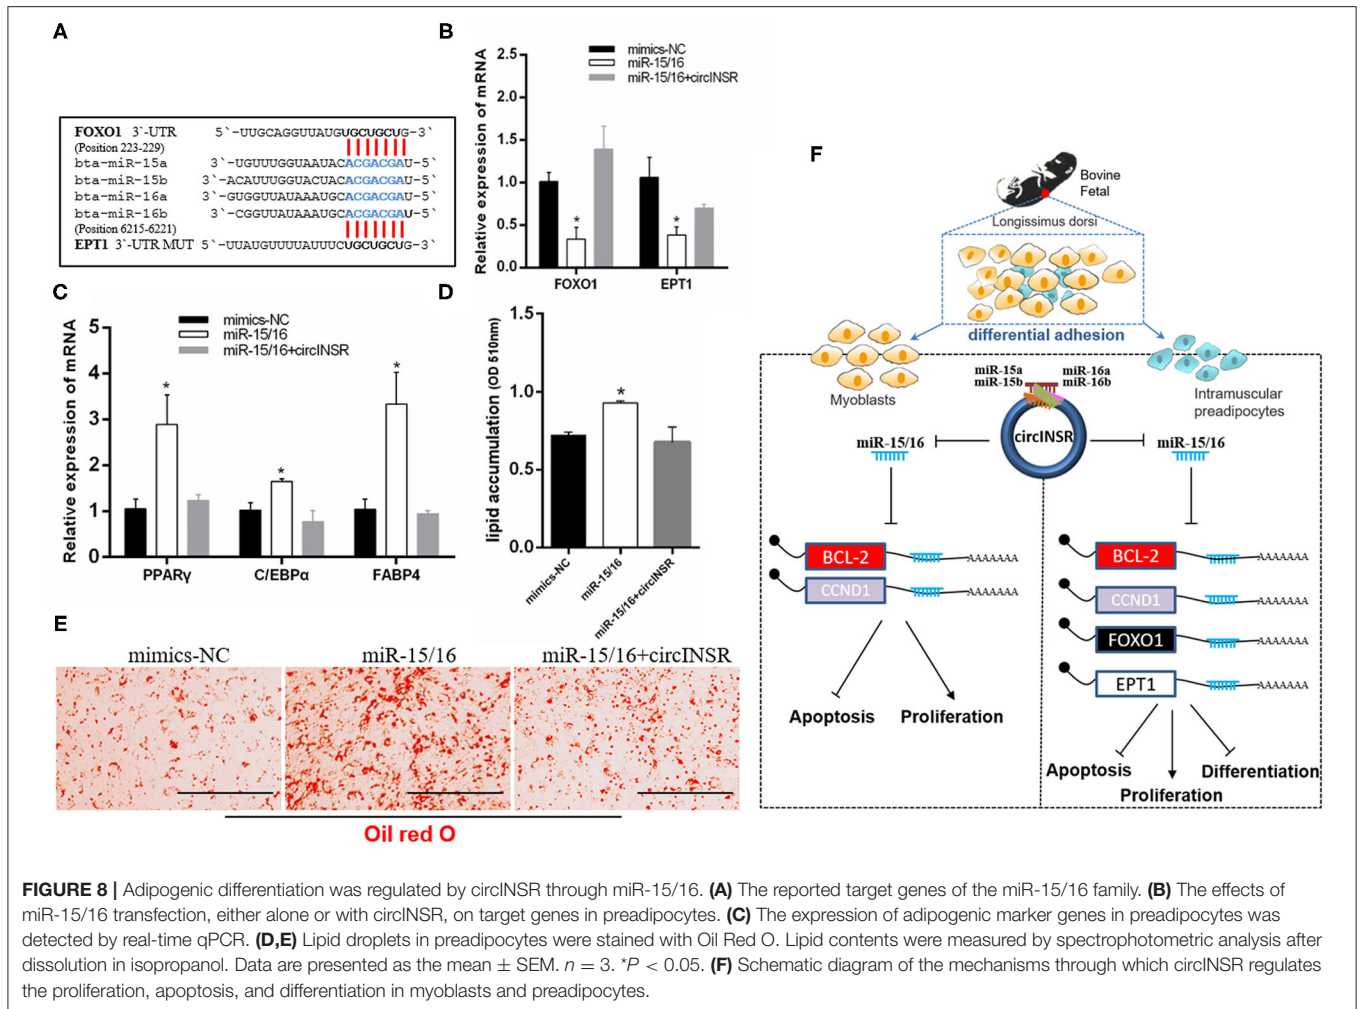 A
FOXO1 3`-UTR 5`-UUGCAGGUUAUGUGCUGCUG-3`
(Position 223-229)
bta-miR-15a 3`-UGUUUGGUAAUACACGACGAU-5`
bta-miR-15b 3`-ACAUUUGGUACUACACGACGAU-5`
bta-miR-16a 3`-GUGGUUAUAAAUGCACGACGAU-5`
bta-miR-16b 3`-CGGUUAUAAAUGCACGACGAU-5`
(Position 6215-6221)
EPT1 3`-UTR MUT 5`-UUAUGUUUUAUUUCUGCUGCUG-3`
B
mimics-NC
miR-15/16
miR-15/16+circINSR
Relative expression of mRNA
2.5
2.0
1.5
1.0
0.5
0.0
*
*
FOXO1 EPT1
C
mimics-NC
miR-15/16
miR-15/16+circINSR
Relative expression of mRNA
5
4
3
2
1
0
*
*
*
PPARγ C/EBPα FABP4
D
lipid accumulation (OD 510nm)
1.5
1.0
0.5
0.0
*
mimics-NC
miR-15/16
miR-15/16+circINSR
E
mimics-NC miR-15/16 miR-15/16+circINSR
Oil red O
F
Bovine
Fetal
Longissimus dorsi
differential adhesion
Myoblasts
Intramuscular
preadipocytes
miR-15a miR-16a
miR-15b miR-16b
circINSR
miR-15/16
miR-15/16
BCL-2 AAAAAAA
CCND1 AAAAAAA
Apoptosis Proliferation
BCL-2 AAAAAAA
CCND1 AAAAAAA
FOXO1 AAAAAAA
EPT1 AAAAAAA
Apoptosis Differentiation
Proliferation
FIGURE 8 | Adipogenic differentiation was regulated by circINSR through miR-15/16. (A) The reported target genes of the miR-15/16 family. (B) The effects of
miR-15/16 transfection, either alone or with circINSR, on target genes in preadipocytes. (C) The expression of adipogenic marker genes in preadipocytes was
detected by real-time qPCR. (D,E) Lipid droplets in preadipocytes were stained with Oil Red O. Lipid contents were measured by spectrophotometric analysis after
dissolution in isopropanol. Data are presented as the mean ± SEM. n = 3. *P < 0.05. (F) Schematic diagram of the mechanisms through which circINSR regulates
the proliferation, apoptosis, and differentiation in myoblasts and preadipocytes.